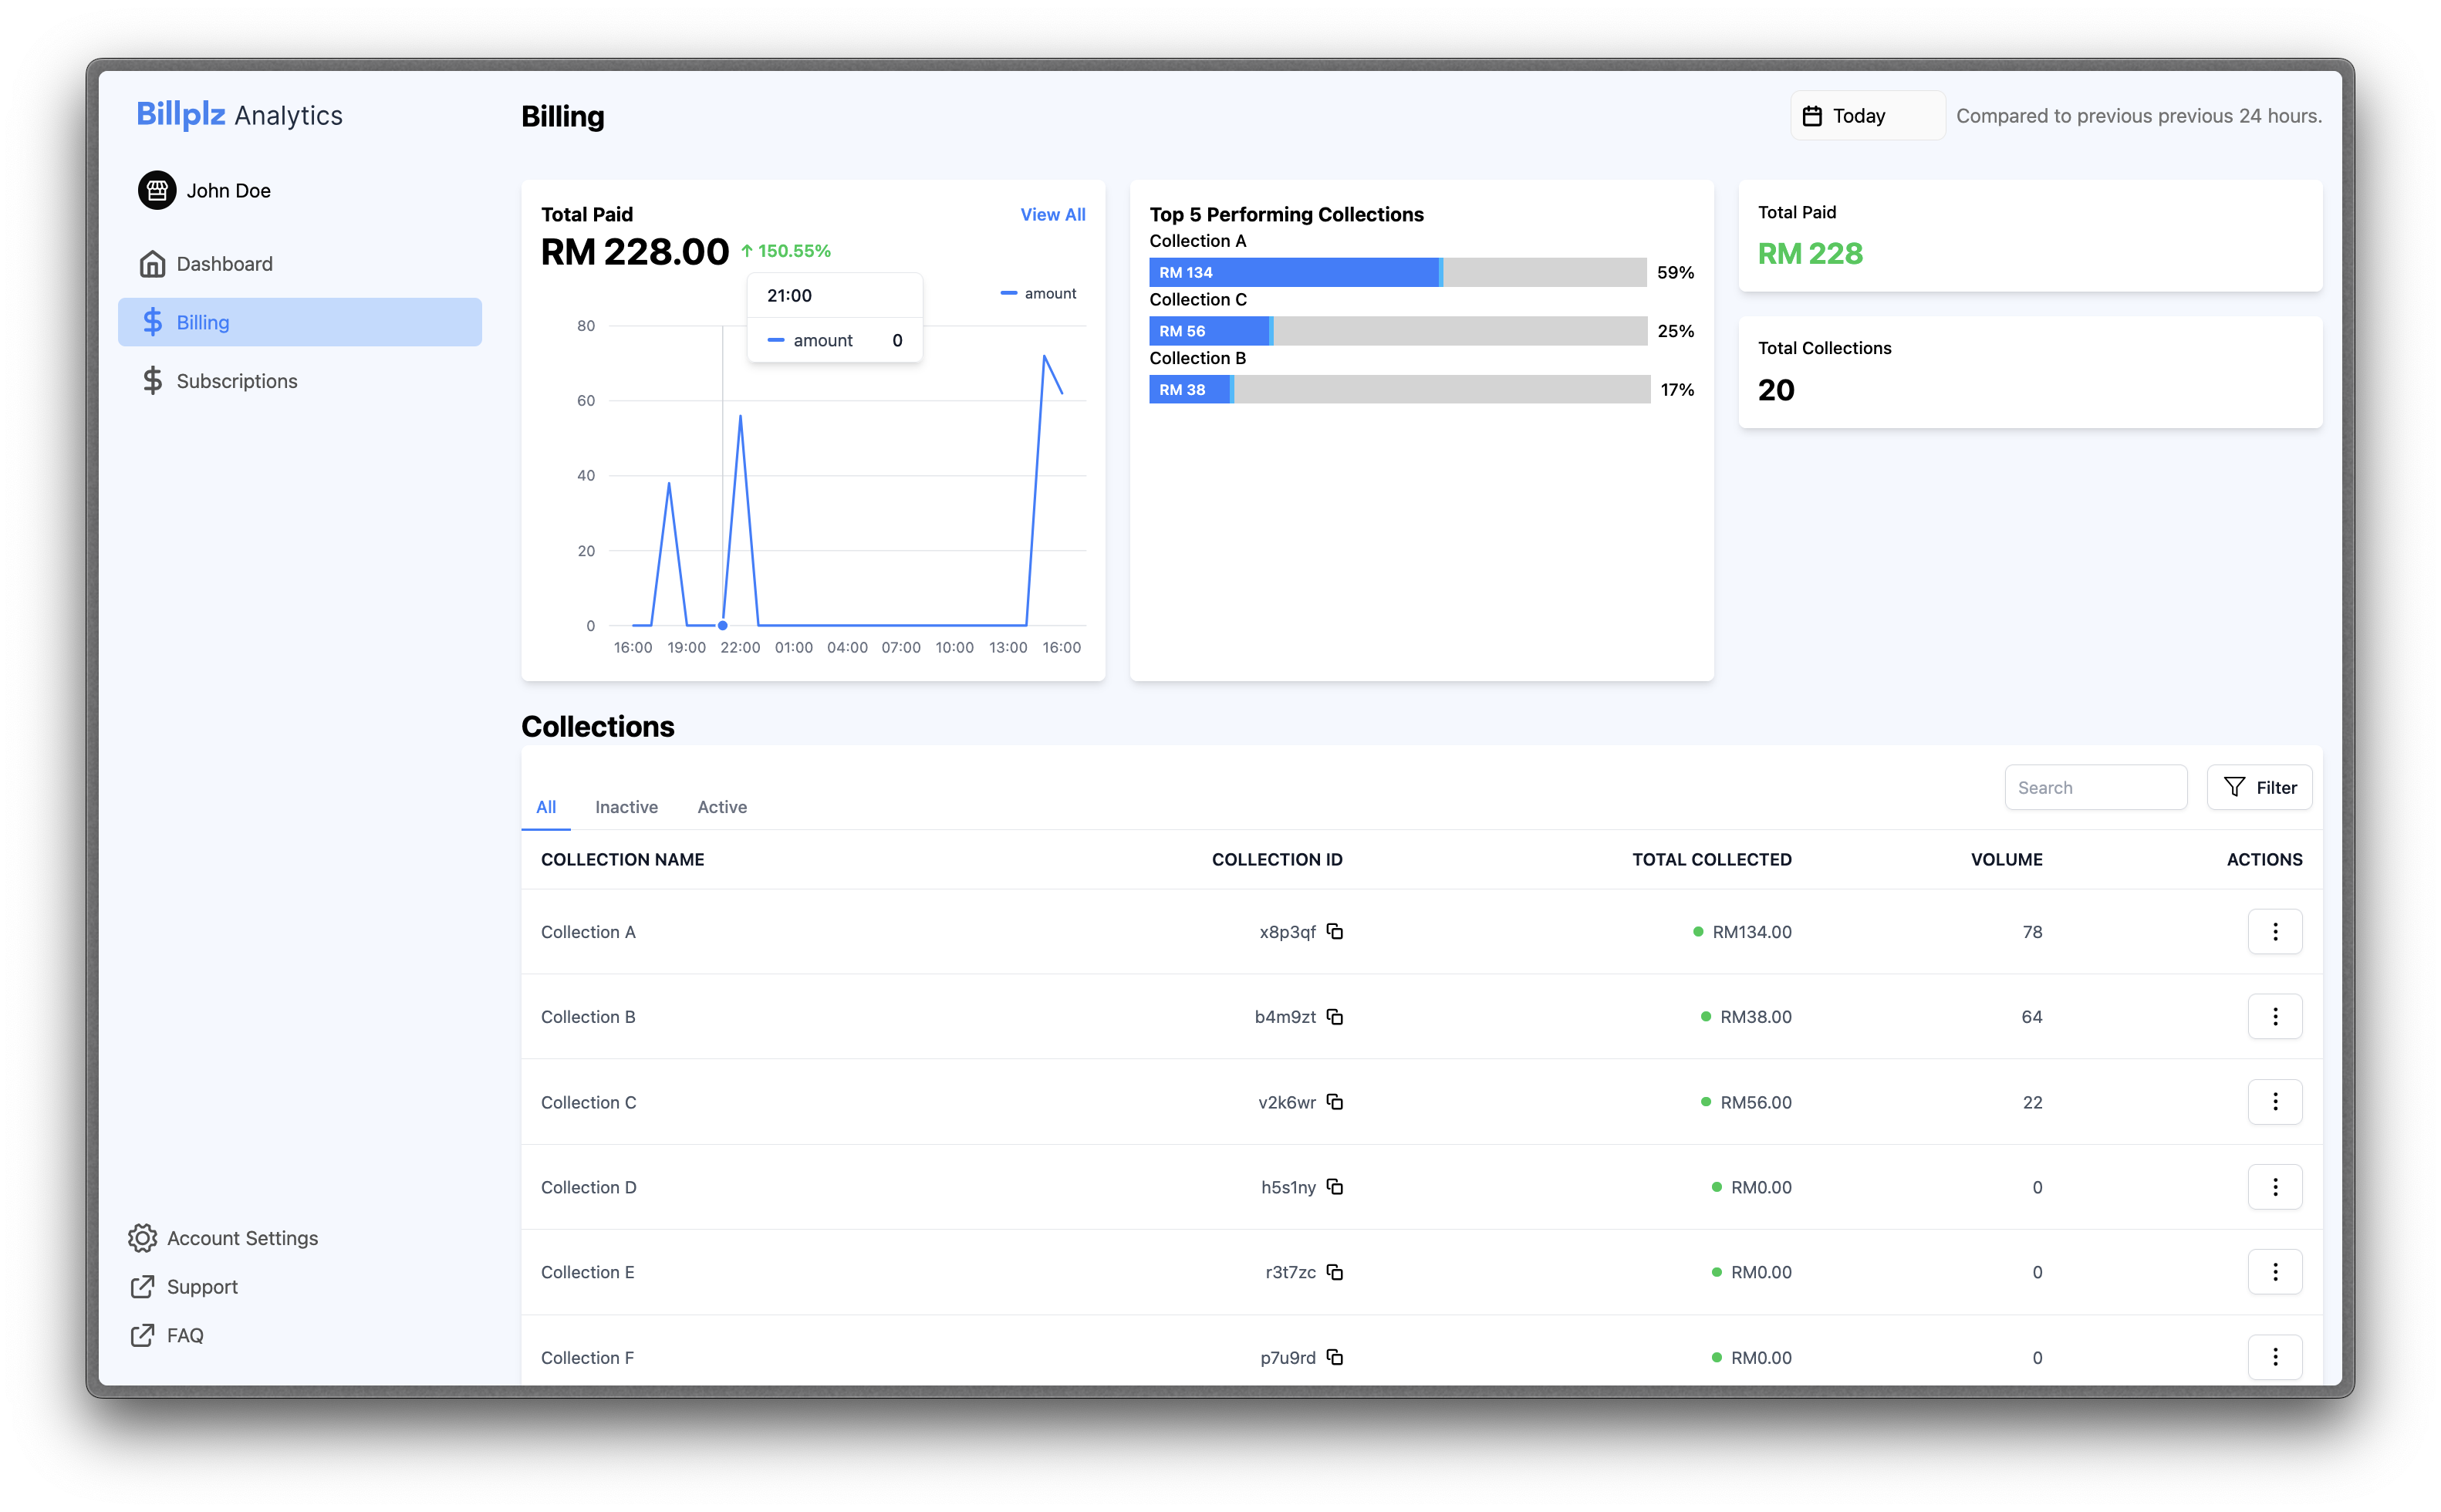 Billplz Analytics
John Doe
Dashboard
Billing
Subscriptions
Account Settings
Support
FAQ
Billing
Today
Compared to previous previous 24 hours.
Total Paid
View All
RM 228.00
150.55%
21:00
amount 0
amount
80
60
40
20
0
16:00 19:00 22:00 01:00 04:00 07:00 10:00 13:00 16:00
Top 5 Performing Collections
Collection A
RM 134 59%
Collection C
RM 56 25%
Collection B
RM 38 17%
Total Paid
RM 228
Total Collections
20
Collections
All Inactive Active
Search
Filter
COLLECTION NAME COLLECTION ID TOTAL COLLECTED VOLUME ACTIONS
Collection A x8p3qf RM134.00 78
Collection B b4m9zt RM38.00 64
Collection C v2k6wr RM56.00 22
Collection D h5s1ny RM0.00 0
Collection E r3t7zc RM0.00 0
Collection F p7u9rd RM0.00 0